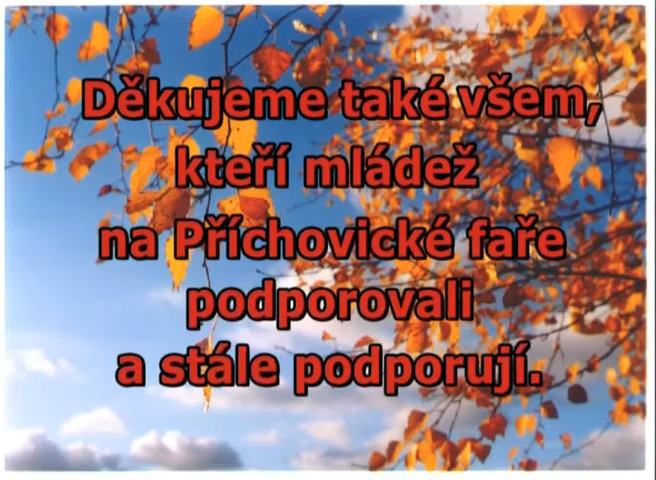 Děkujeme také všem,
kteří mládež
na Příchovické faře
podporovali
a stále podporují.